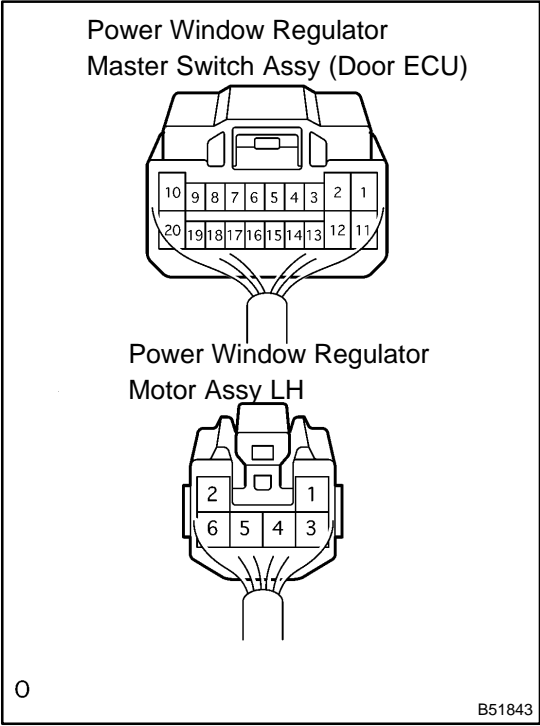 Power Window Regulator
Master Switch Assy (Door ECU)
10 9 8 7 6 5 4 3 2 1
20 19 18 17 16 15 14 13 12 11
Power Window Regulator
Motor Assy LH
2 1
6 5 4 3
O
B51843